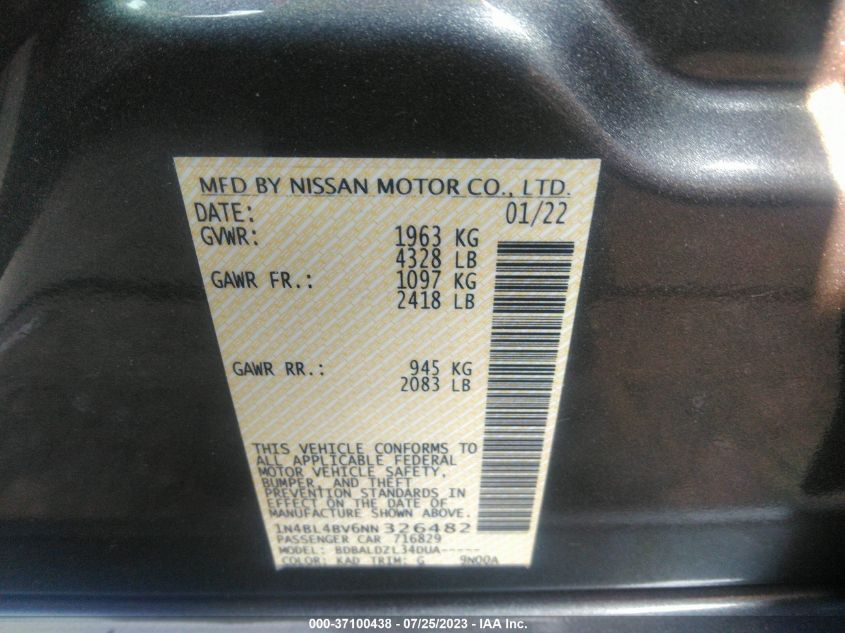 MFD BY NISSAN MOTOR CO., LTD.
DATE: 01/22
GVWR: 1963 KG
4328 LB
GAWR FR.: 1097 KG
2418 LB
GAWR RR.: 945 KG
2083 LB
THIS VEHICLE CONFORMS TO
ALL APPLICABLE FEDERAL
MOTOR VEHICLE SAFETY,
BUMPER, AND THEFT
PREVENTION STANDARDS IN
EFFECT ON THE DATE OF
MANUFACTURE SHOWN ABOVE.
1N4BL4BV6NN326482
PASSENGER CAR 716829
MODEL: BDBALDZL34DUA-----
COLOR: KAD TRIM: G 9N00A
000-37100438 - 07/25/2023 - IAA Inc.